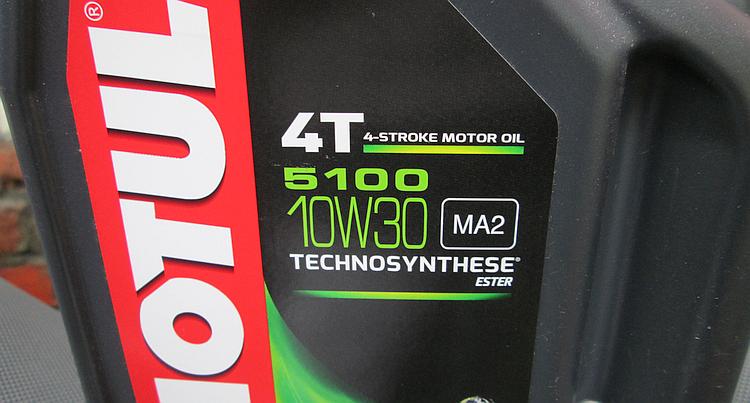 MOTUL®
4T 4-STROKE MOTOR OIL
5100
10W30 MA2
TECHNOSYNTHESE®
ESTER